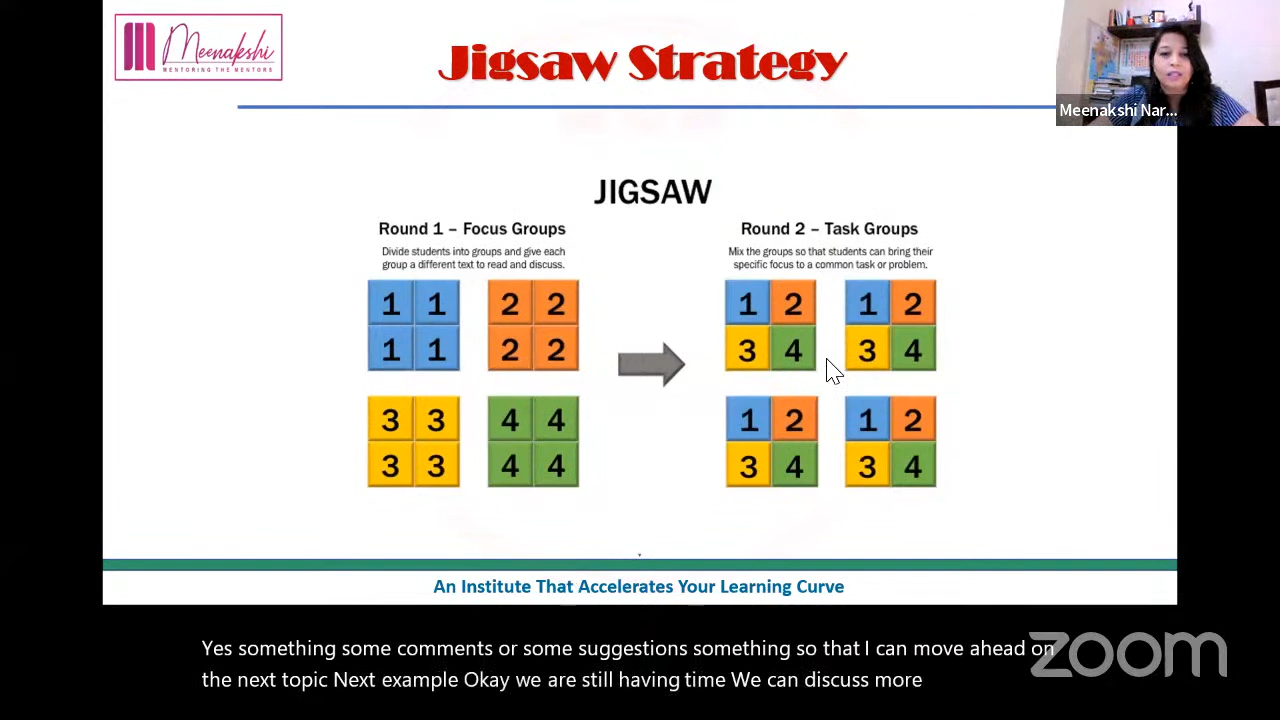 Meenakshi
MENTORING THE MENTORS
Jigsaw Strategy
Meenakshi Nar...
JIGSAW
Round 1 – Focus Groups
Divide students into groups and give each
group a different text to read and discuss.
1 1 2 2
1 1 2 2
3 3 4 4
3 3 4 4
Round 2 – Task Groups
Mix the groups so that students can bring their
specific focus to a common task or problem.
1 2 1 2
3 4 3 4
1 2 1 2
3 4 3 4
An Institute That Accelerates Your Learning Curve
Yes something some comments or some suggestions something so that I can move ahead on
the next topic Next example Okay we are still having time We can discuss more
zoom